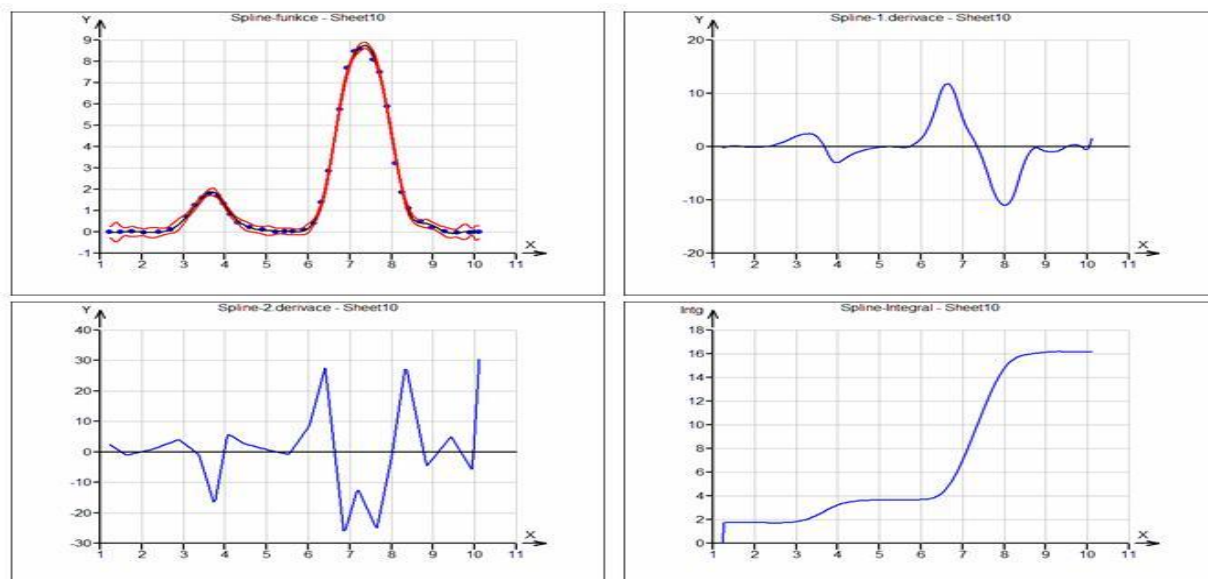 Spline-funkce - Sheet10
Y
9
8
7
6
5
4
3
2
1
0
-1
X
1 2 3 4 5 6 7 8 9 10 11
Spline-1.derivace - Sheet10
Y
20
10
0
-10
-20
X
1 2 3 4 5 6 7 8 9 10 11
Spline-2.derivace - Sheet10
Y
40
30
20
10
0
-10
-20
-30
X
1 2 3 4 5 6 7 8 9 10 11
Spline-Integral - Sheet10
Intg
18
16
14
12
10
8
6
4
2
0
X
1 2 3 4 5 6 7 8 9 10 11